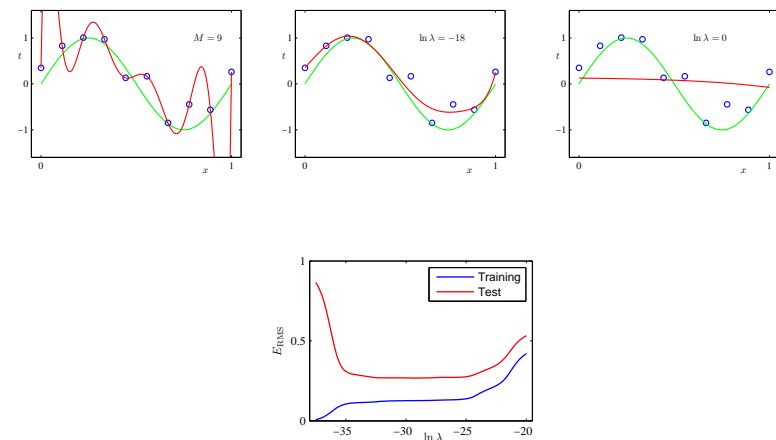 M = 9
t
1
0
−1
0
x
1
ln λ = −18
t
1
0
−1
0
x
1
ln λ = 0
t
1
0
−1
0
x
1
Training
Test
E_RMS
1
0.5
0
−35
−30
ln λ
−25
−20